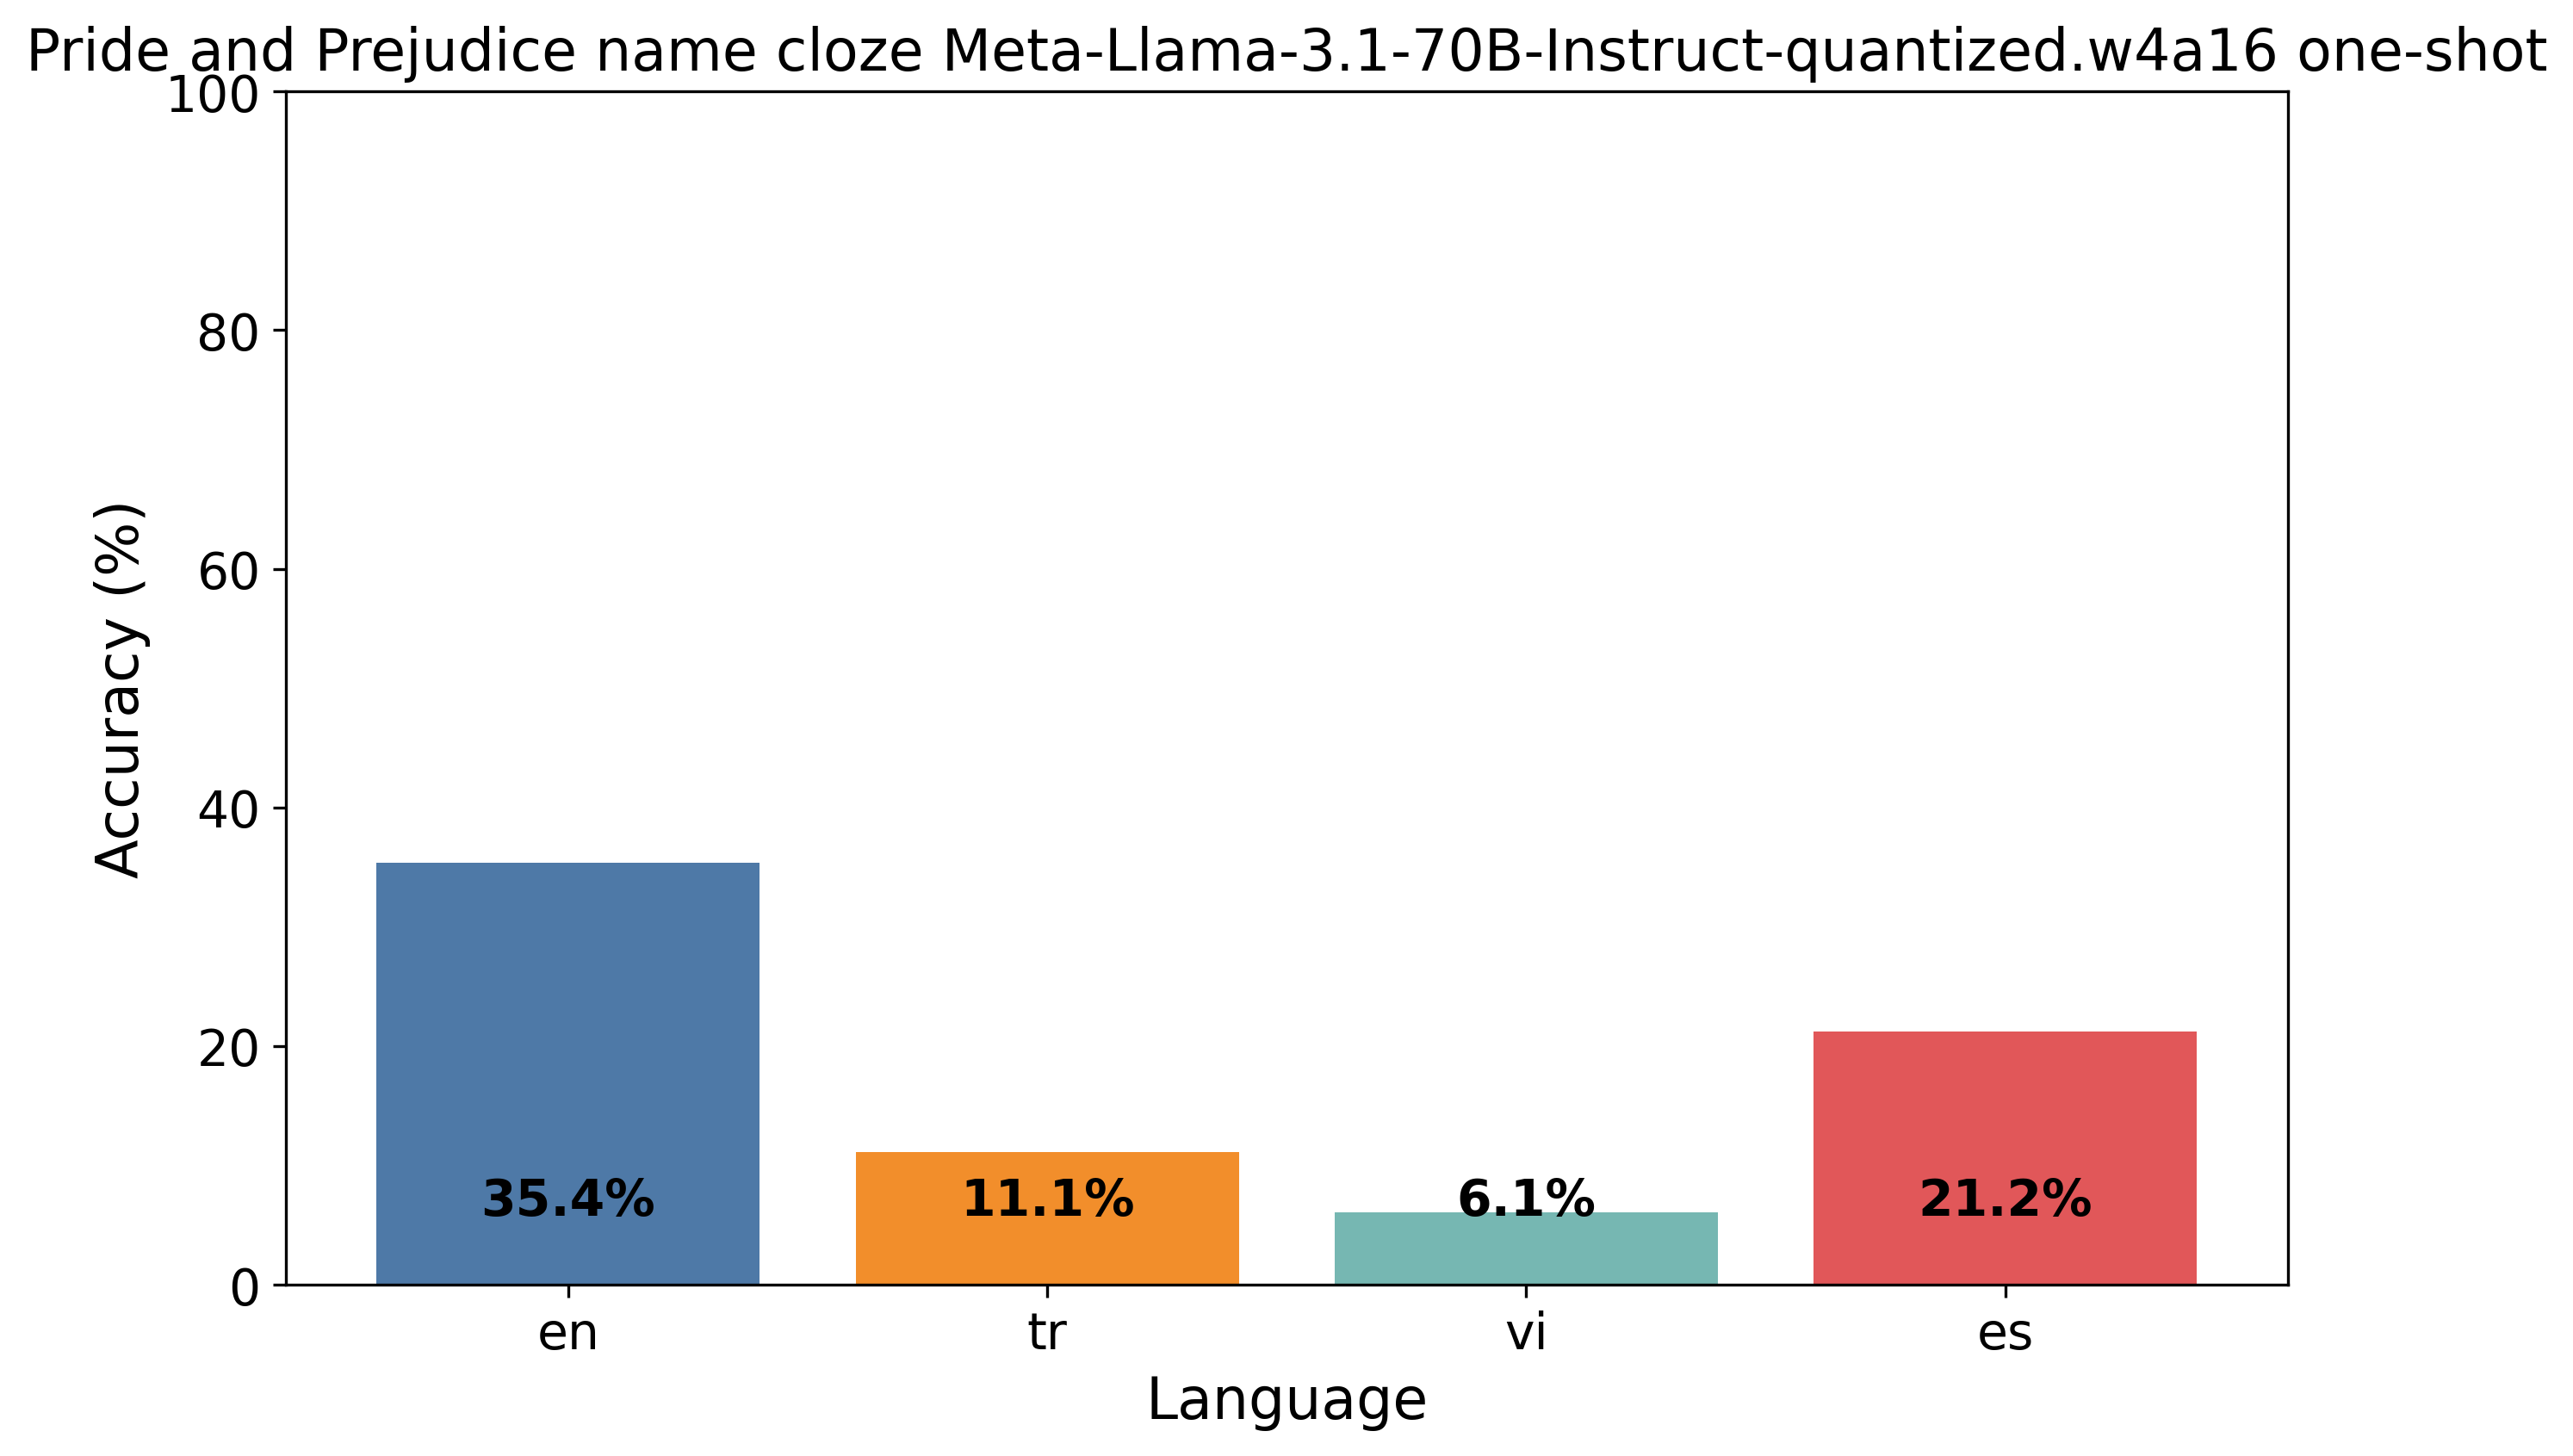 Pride and Prejudice name cloze Meta-Llama-3.1-70B-Instruct-quantized.w4a16 one-shot
100
80
60
40
20
0
Accuracy (%)
35.4%
11.1%
6.1%
21.2%
en
tr
vi
es
Language